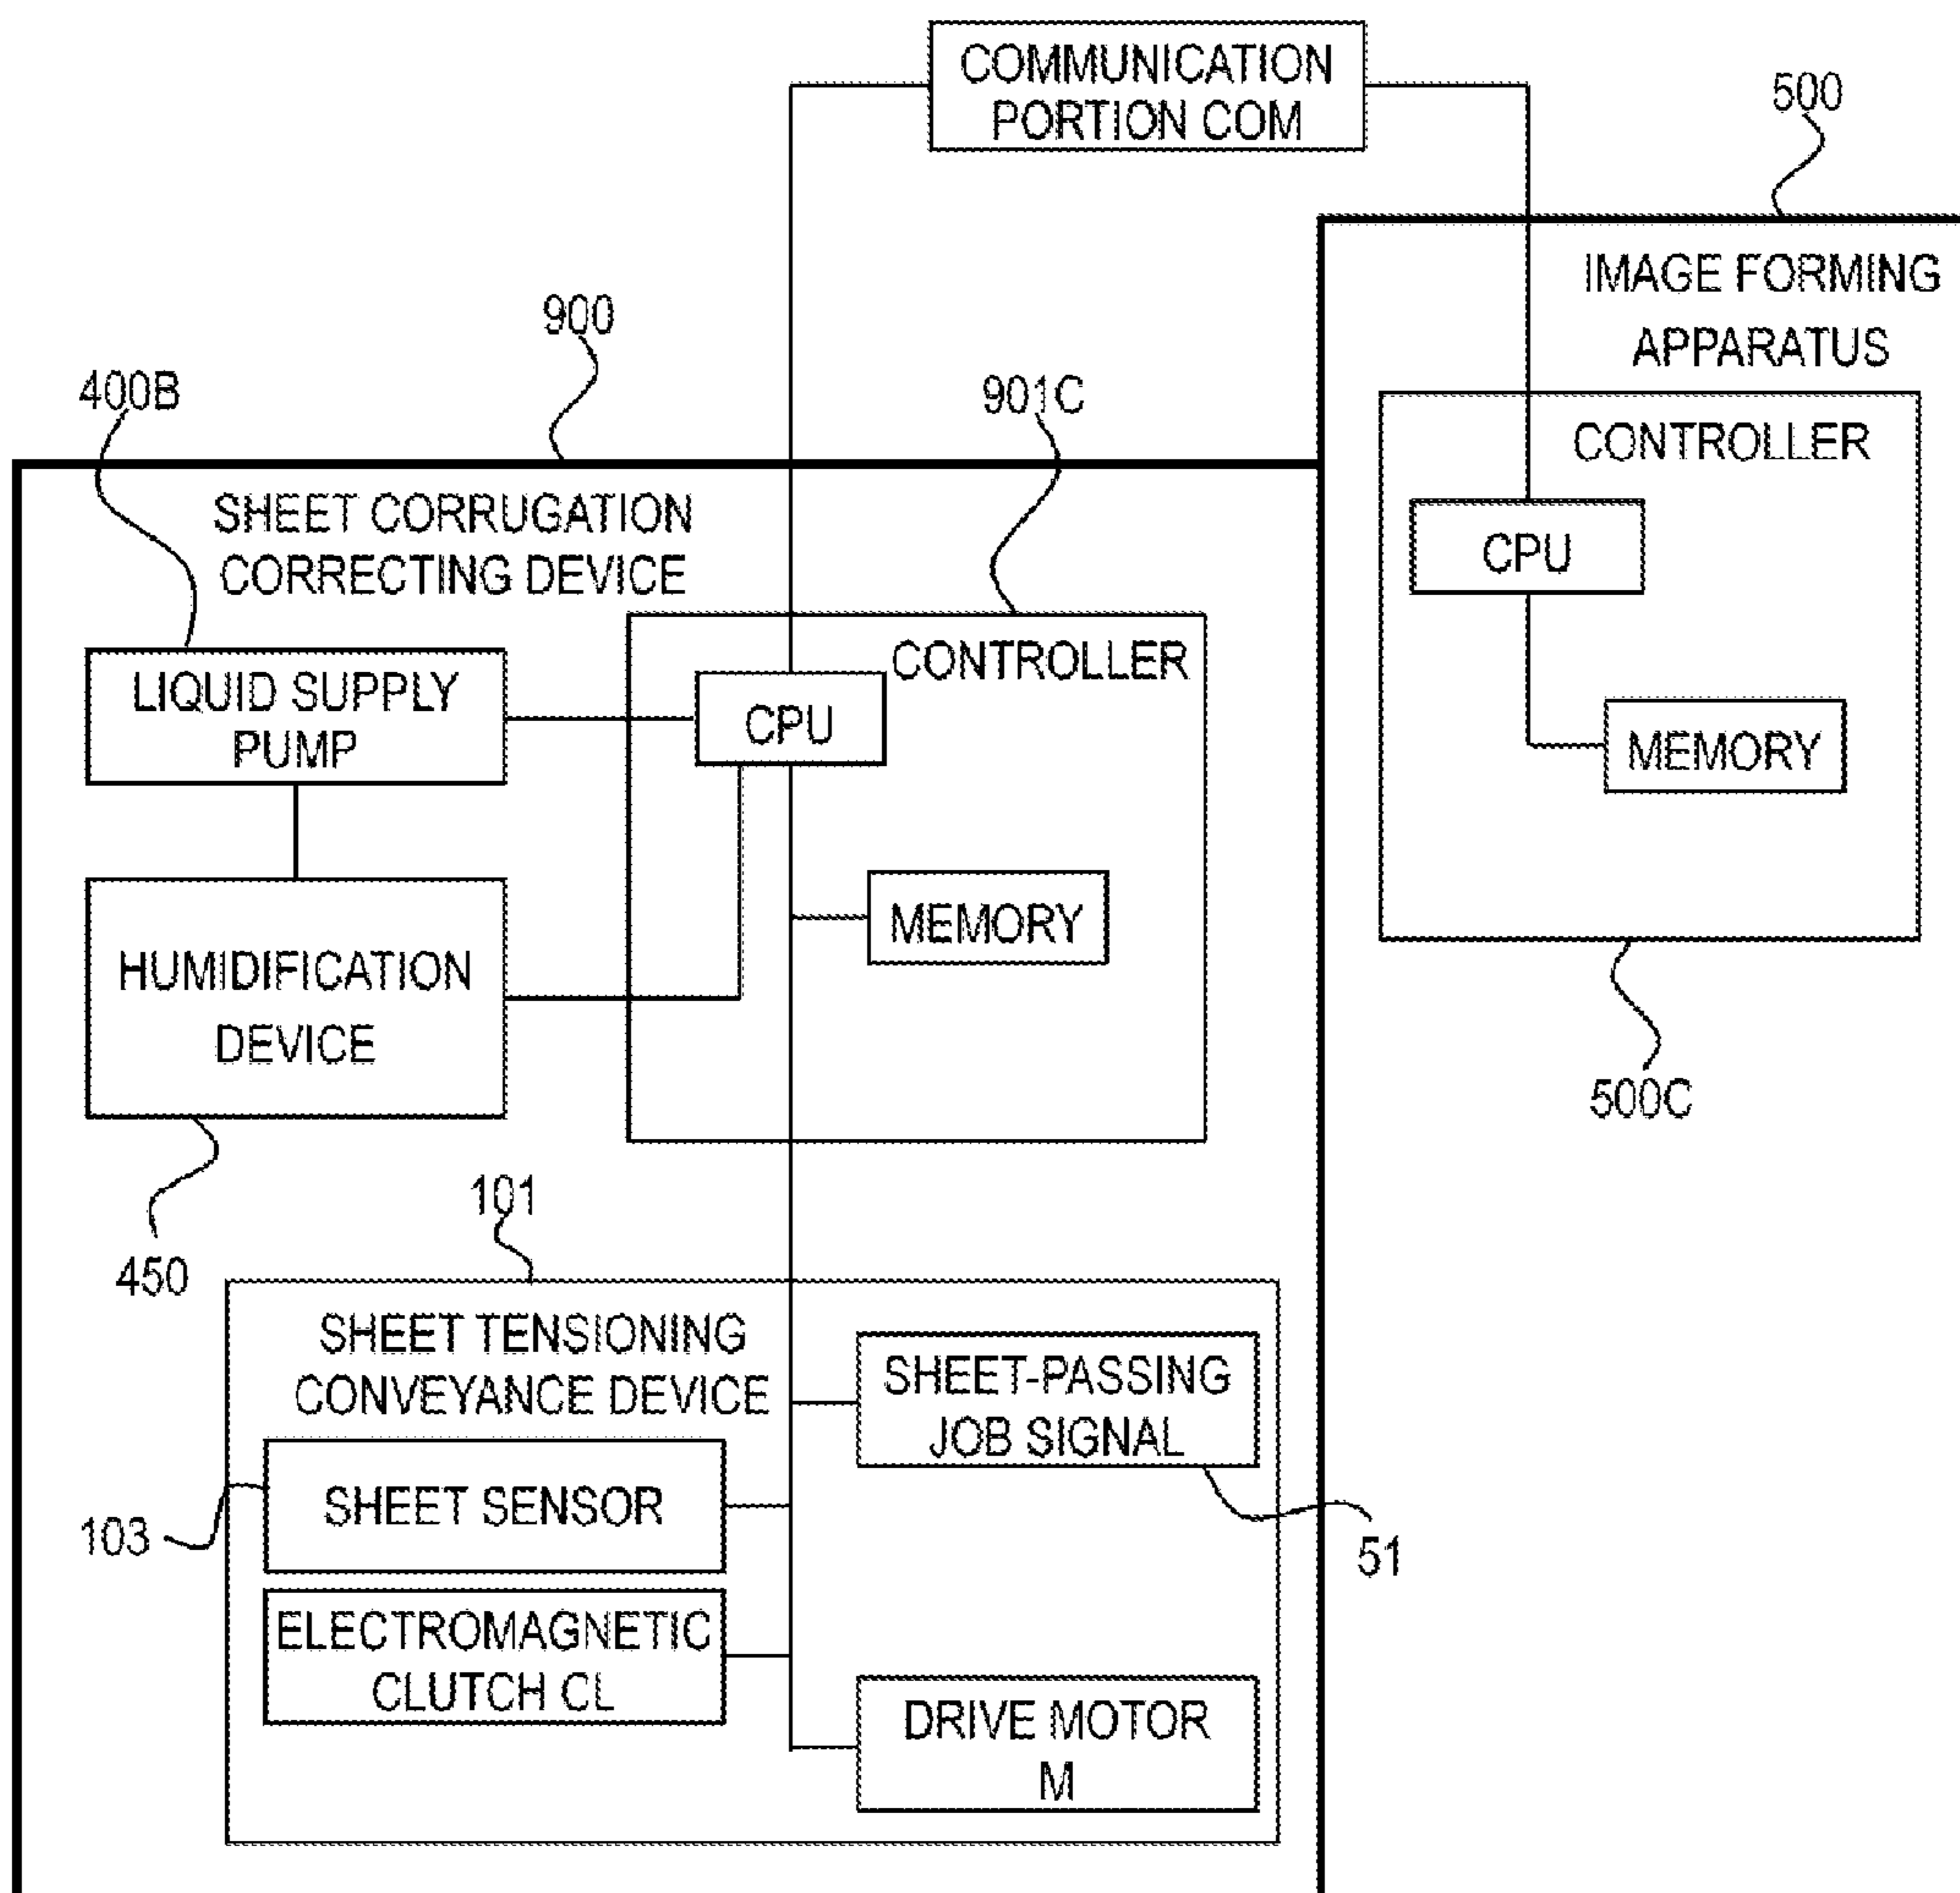 COMMUNICATION
PORTION COM
500
IMAGE FORMING
APPARATUS
900
400B
901C
CONTROLLER
SHEET CORRUGATION
CORRECTING DEVICE
CPU
CONTROLLER
LIQUID SUPPLY
PUMP
CPU
MEMORY
MEMORY
HUMIDIFICATION
DEVICE
500C
101
450
SHEET TENSIONING
CONVEYANCE DEVICE
SHEET-PASSING
JOB SIGNAL
SHEET SENSOR
103
51
ELECTROMAGNETIC
CLUTCH CL
DRIVE MOTOR
M